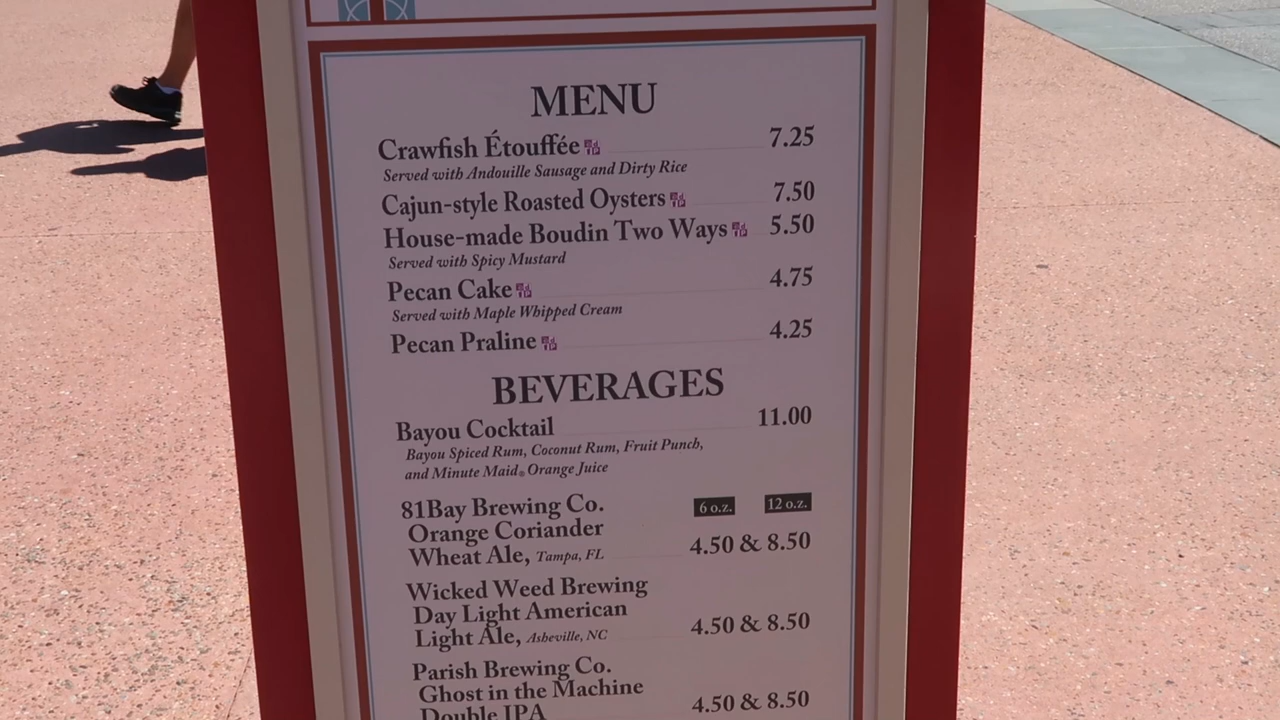 MENU
Crawfish Étouffée 7.25
Served with Andouille Sausage and Dirty Rice
Cajun-style Roasted Oysters 7.50
House-made Boudin Two Ways 5.50
Served with Spicy Mustard
Pecan Cake 4.75
Served with Maple Whipped Cream
Pecan Praline 4.25
BEVERAGES
Bayou Cocktail 11.00
Bayou Spiced Rum, Coconut Rum, Fruit Punch,
and Minute Maid® Orange Juice
81Bay Brewing Co. 6 o.z. 12 o.z.
Orange Coriander
Wheat Ale, Tampa, FL 4.50 & 8.50
Wicked Weed Brewing
Day Light American
Light Ale, Asheville, NC 4.50 & 8.50
Parish Brewing Co.
Ghost in the Machine
Double IPA 4.50 & 8.50